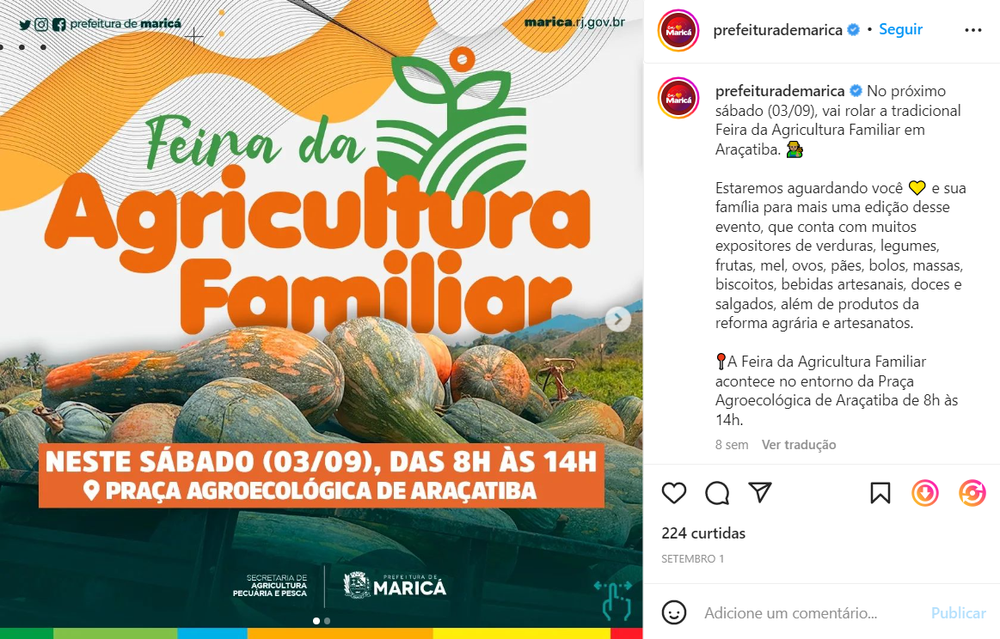 prefeitura de maricá
marica.rj.gov.br
Feira da
Agricultura
Familiar
NESTE SÁBADO (03/09), DAS 8H ÀS 14H
PRAÇA AGROECOLÓGICA DE ARAÇATIBA
SECRETARIA DE
AGRICULTURA
PECUÁRIA E PESCA
PREFEITURA DE
MARICÁ
eu
Maricá
prefeiturademarica • Seguir
eu
Maricá
prefeiturademarica No próximo
sábado (03/09), vai rolar a tradicional
Feira da Agricultura Familiar em
Araçatiba.
Estaremos aguardando você 💛 e sua
família para mais uma edição desse
evento, que conta com muitos
expositores de verduras, legumes,
frutas, mel, ovos, pães, bolos, massas,
biscoitos, bebidas artesanais, doces e
salgados, além de produtos da
reforma agrária e artesanatos.
📍A Feira da Agricultura Familiar
acontece no entorno da Praça
Agroecológica de Araçatiba de 8h às
14h.
8 sem Ver tradução
224 curtidas
SETEMBRO 1
Adicione um comentário... Publicar